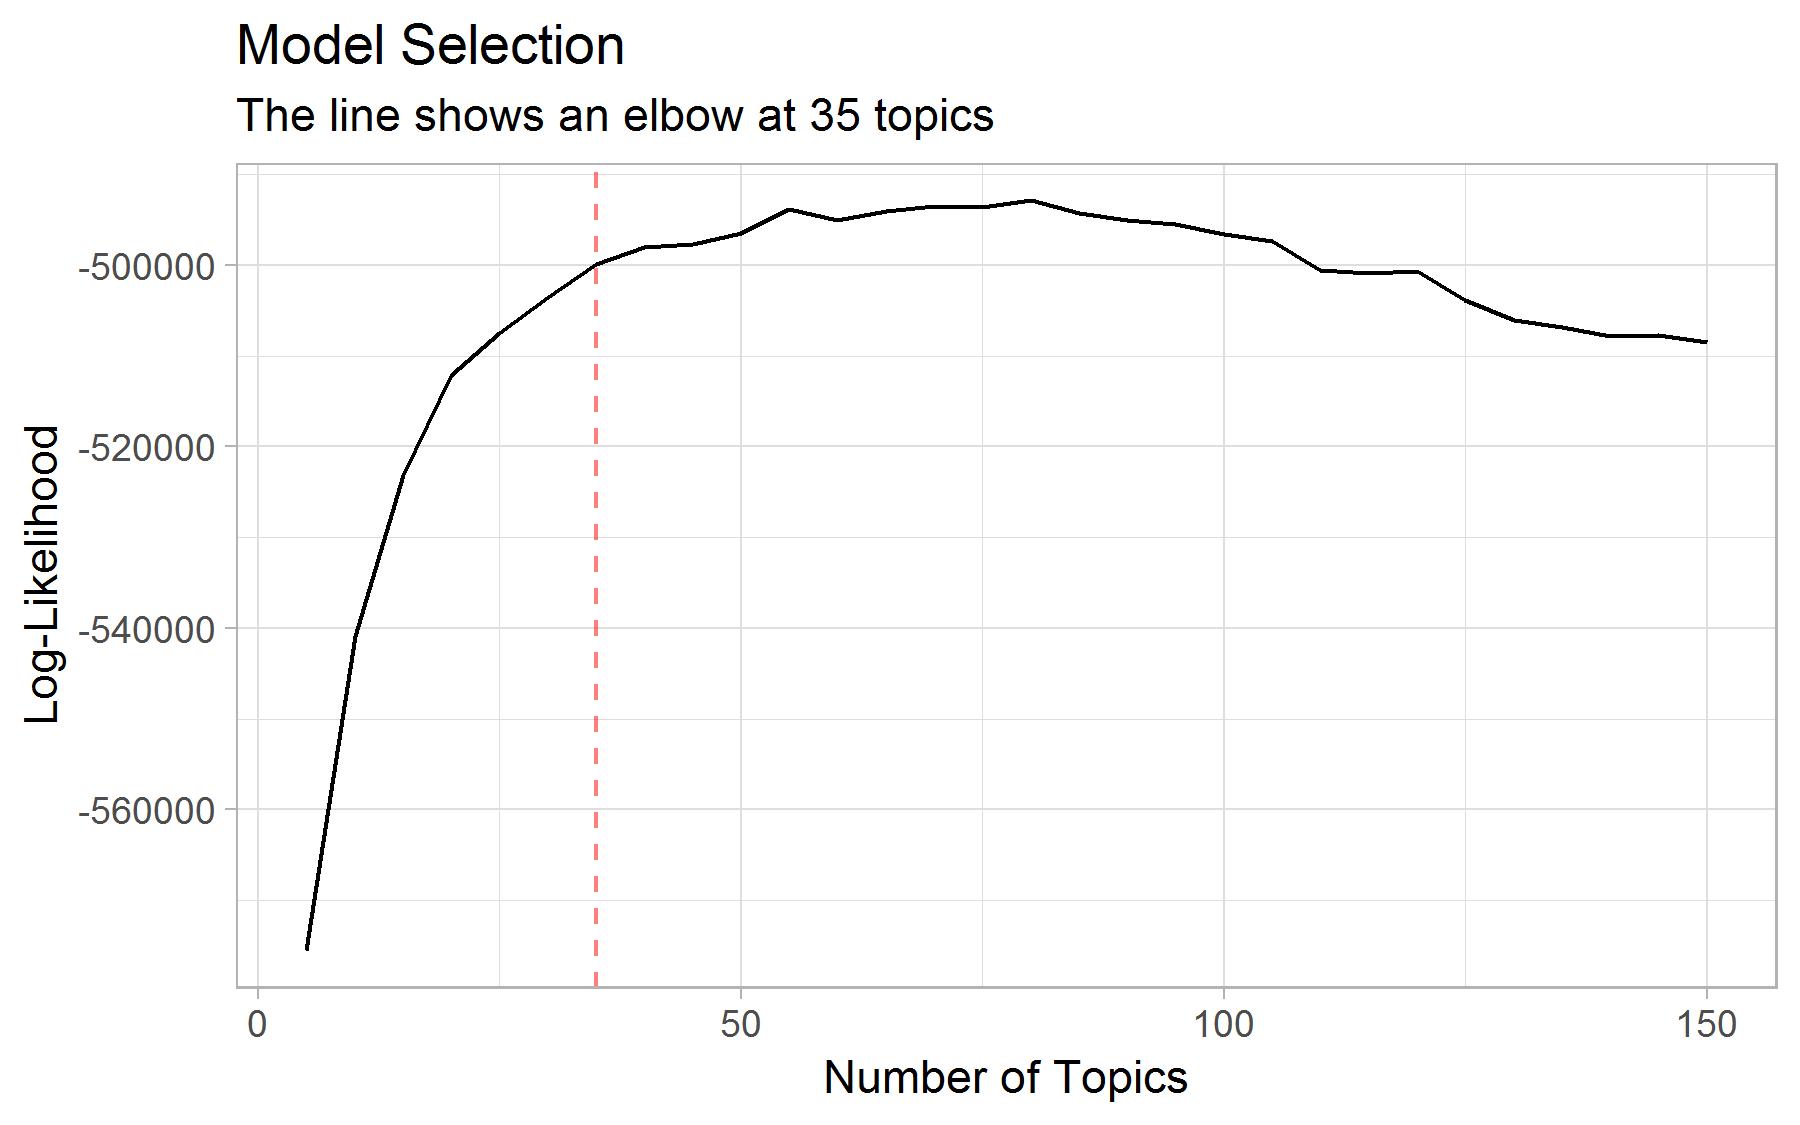 Model Selection
The line shows an elbow at 35 topics
-500000
-520000
-540000
-560000
Log-Likelihood
0 50 100 150
Number of Topics